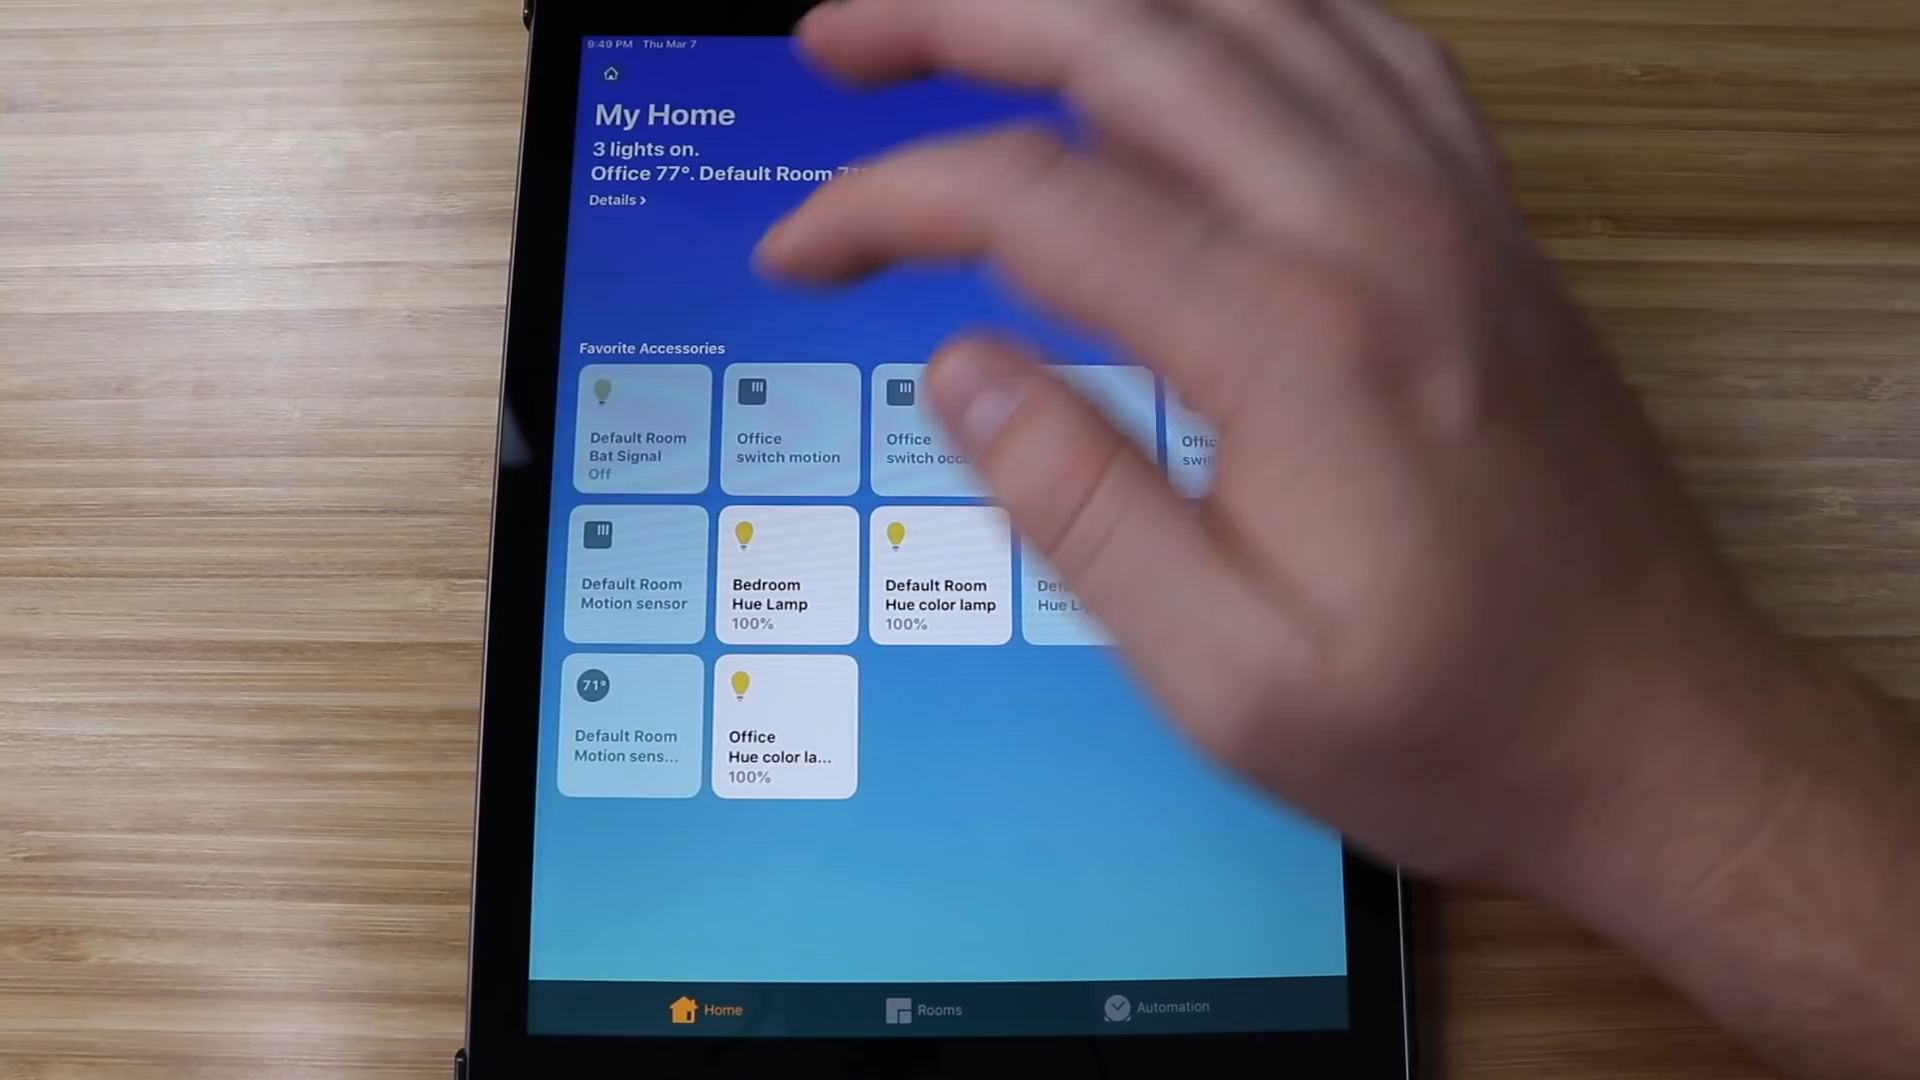 9:49 PM Thu Mar 7
My Home
3 lights on.
Office 77°. Default Room
Details >
Favorite Accessories
Default Room
Bat Signal
Off
Office
switch motion
Office
switch
Default Room
Motion sensor
Bedroom
Hue Lamp
100%
Default Room
Hue color lamp
100%
Hue
71°
Default Room
Motion sens...
Office
Hue color la...
100%
Home
Rooms
Automation